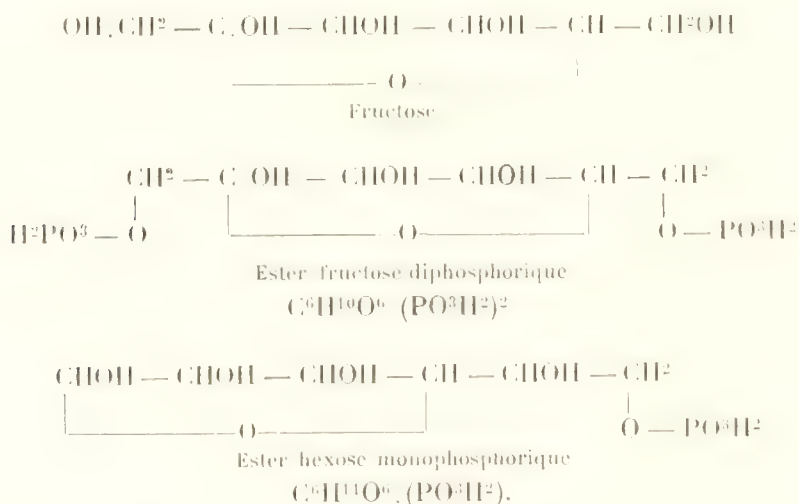 OH.CH² — C.OH — CHOH — CHOH — CH — CH²OH
O
Fructose
CH² — C OH — CHOH — CHOH — CH — CH²
H²PO³ — O O O — PO³H²
Ester fructose diphosphorique
C⁶H¹⁰O⁶ (PO³H²)²
CHOH — CHOH — CHOH — CH — CHOH — CH²
O O — PO³H²
Ester hexose monophosphorique
C⁶H¹¹O⁶.(PO³H²).